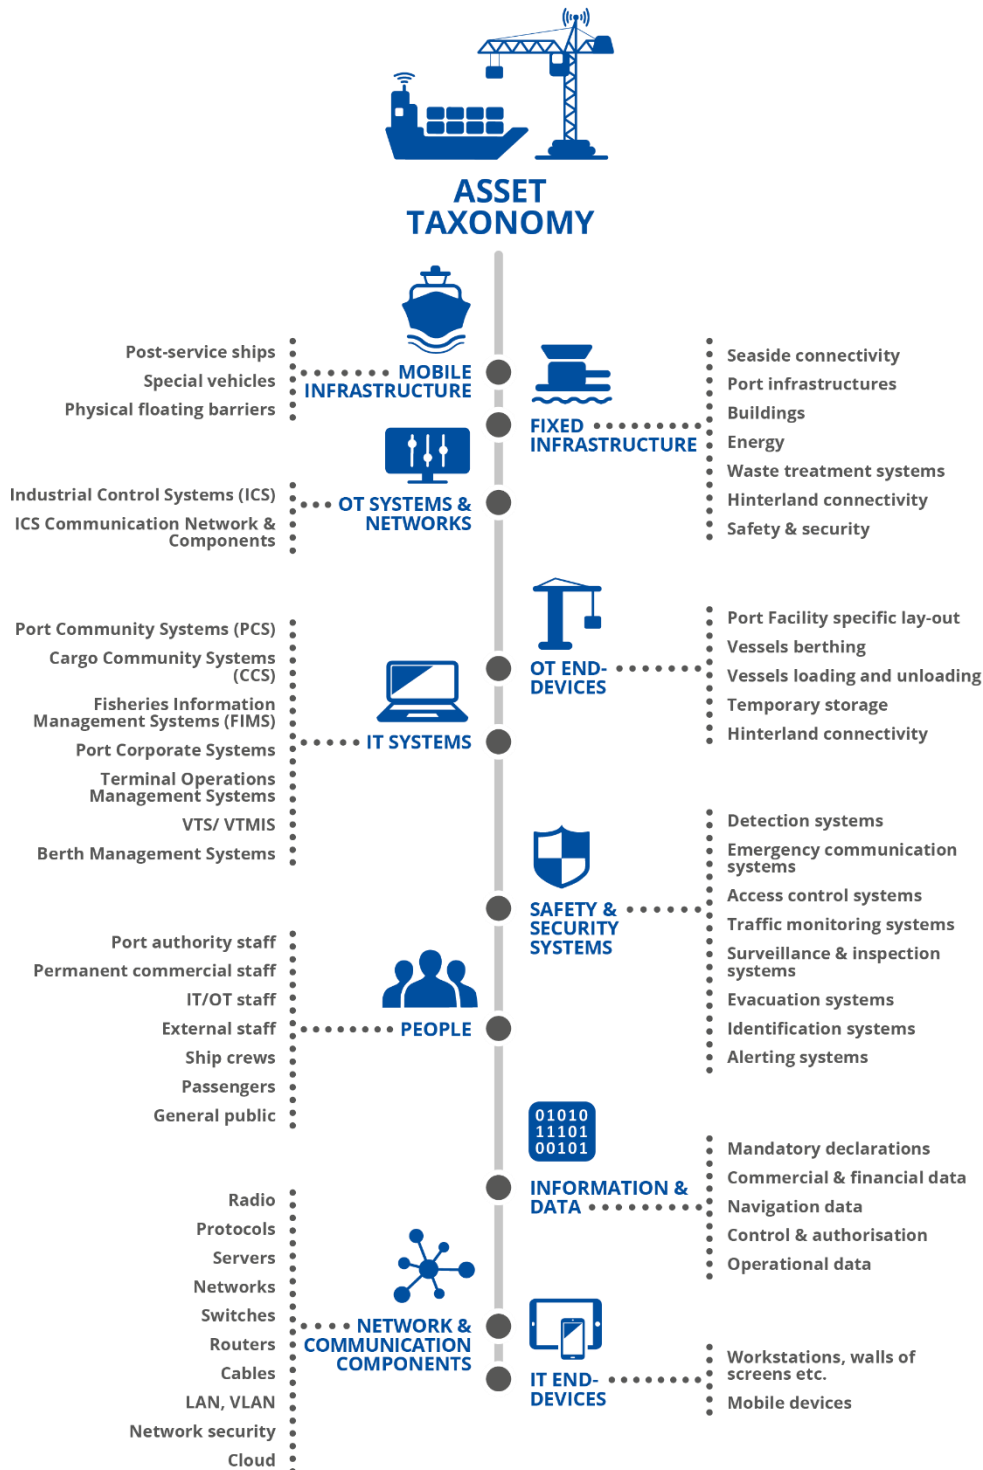 ASSET
TAXONOMY
Post-service ships
Special vehicles
Physical floating barriers
MOBILE
INFRASTRUCTURE
FIXED
INFRASTRUCTURE
Seaside connectivity
Port infrastructures
Buildings
Energy
Waste treatment systems
Hinterland connectivity
Safety & security
Industrial Control Systems (ICS)
ICS Communication Network &
Components
OT SYSTEMS &
NETWORKS
OT END-
DEVICES
Port Facility specific lay-out
Vessels berthing
Vessels loading and unloading
Temporary storage
Hinterland connectivity
Port Community Systems (PCS)
Cargo Community Systems
(CCS)
Fisheries Information
Management Systems (FIMS)
Port Corporate Systems
Terminal Operations
Management Systems
VTS/ VTMIS
Berth Management Systems
IT SYSTEMS
SAFETY &
SECURITY
SYSTEMS
Detection systems
Emergency communication
systems
Access control systems
Traffic monitoring systems
Surveillance & inspection
systems
Evacuation systems
Identification systems
Alerting systems
Port authority staff
Permanent commercial staff
IT/OT staff
External staff
Ship crews
Passengers
General public
PEOPLE
01010
11101
00101
INFORMATION &
DATA
Mandatory declarations
Commercial & financial data
Navigation data
Control & authorisation
Operational data
Radio
Protocols
Servers
Networks
Switches
Routers
Cables
LAN, VLAN
Network security
Cloud
NETWORK &
COMMUNICATION
COMPONENTS
IT END-
DEVICES
Workstations, walls of
screens etc.
Mobile devices